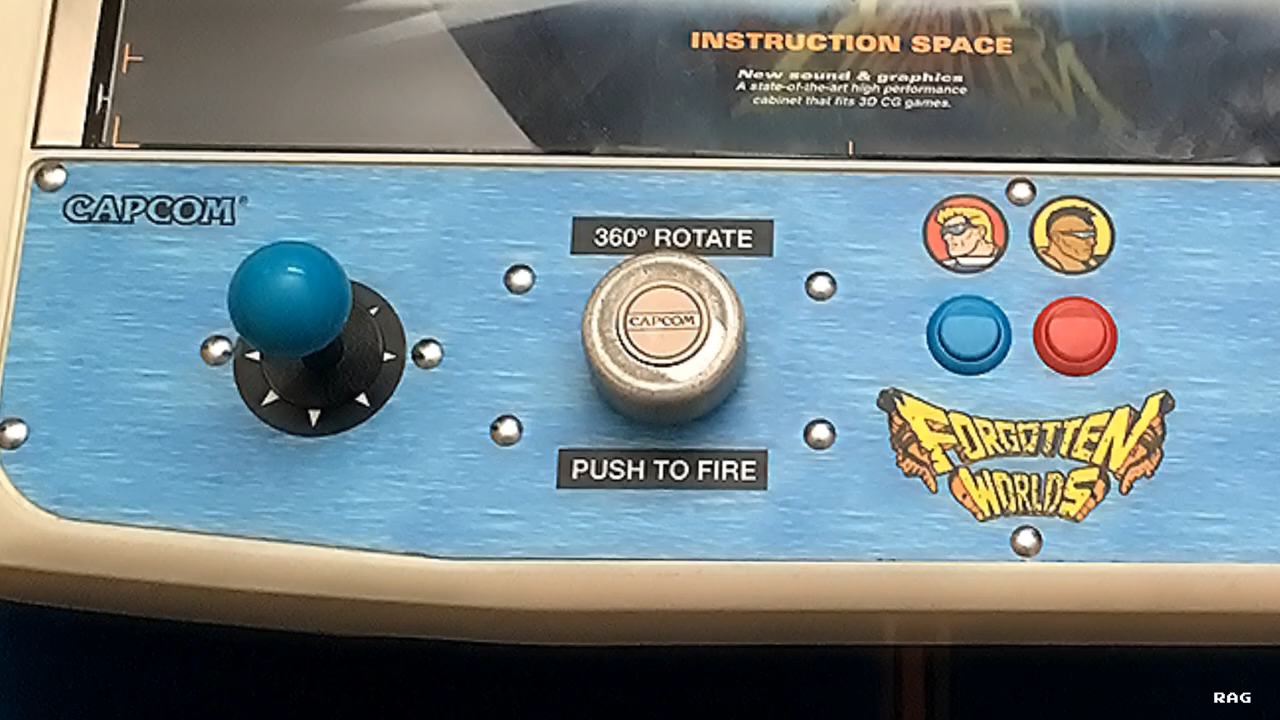 INSTRUCTION SPACE
New sound & graphics
A state-of-the-art high performance
cabinet that fits 3D CG games.
CAPCOM®
360º ROTATE
CAPCOM
PUSH TO FIRE
FORGOTTEN
WORLDS
RAG